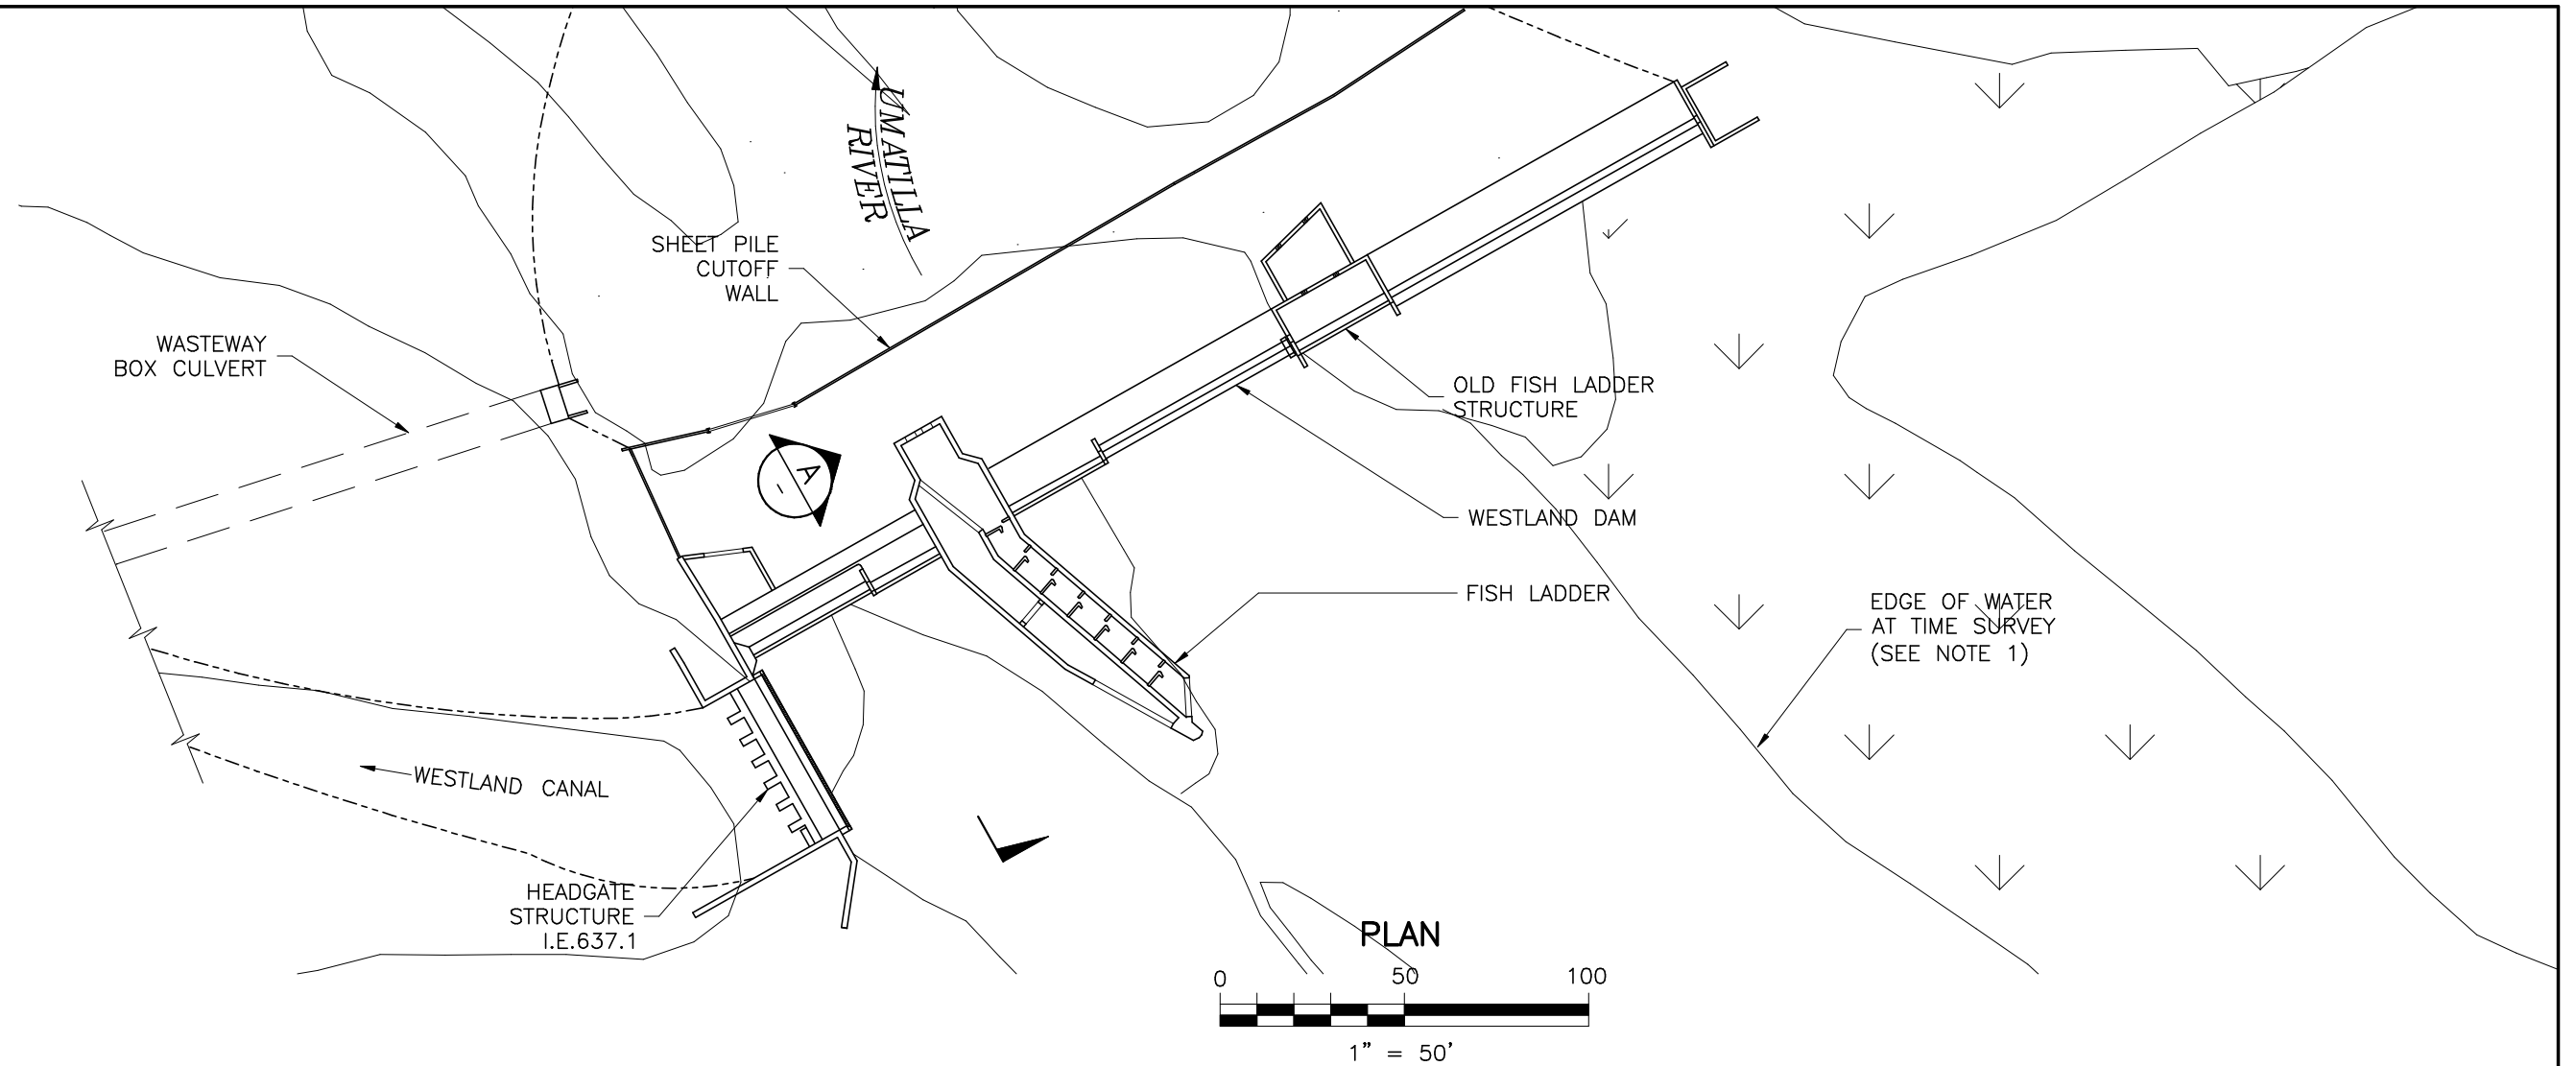 UMATILLA
RIVER
SHEET PILE
CUTOFF
WALL
WASTEWAY
BOX CULVERT
OLD FISH LADDER
STRUCTURE
A
-
WESTLAND DAM
FISH LADDER
EDGE OF WATER
AT TIME SURVEY
(SEE NOTE 1)
WESTLAND CANAL
HEADGATE
STRUCTURE
I.E.637.1
PLAN
0 50 100
1” = 50’